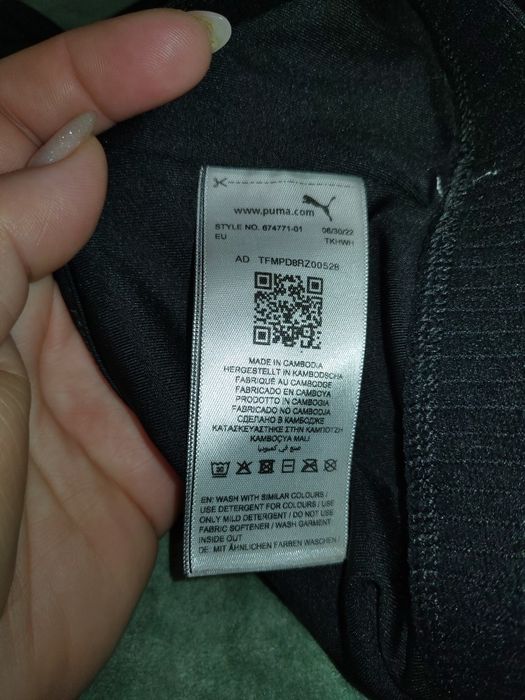 www.puma.com
STYLE NO. 674771-01 06/30/22
EU TKHWH
AD TFMPD8RZ00528
MADE IN CAMBODIA
HERGESTELLT IN KAMBODSCHA
FABRIQUÉ AU CAMBODGE
FABRICADO EN CAMBOYA
PRODOTTO IN CAMBOGIA
FABRICADO NO CAMBOJA
СДЕЛАНО В КАМБОДЖЕ
ΚΑΤΑΣΚΕΥΑΣΤΗΚΕ ΣΤΗΝ ΚΑΜΠΟΤΖΗ
KAMBOÇYA MALI
صنع في كمبوديا
EN: WASH WITH SIMILAR COLOURS /
USE DETERGENT FOR COLOURS / USE
ONLY MILD DETERGENT / DO NOT USE
FABRIC SOFTENER / WASH GARMENT
INSIDE OUT
DE: MIT ÄHNLICHEN FARBEN WASCHEN /